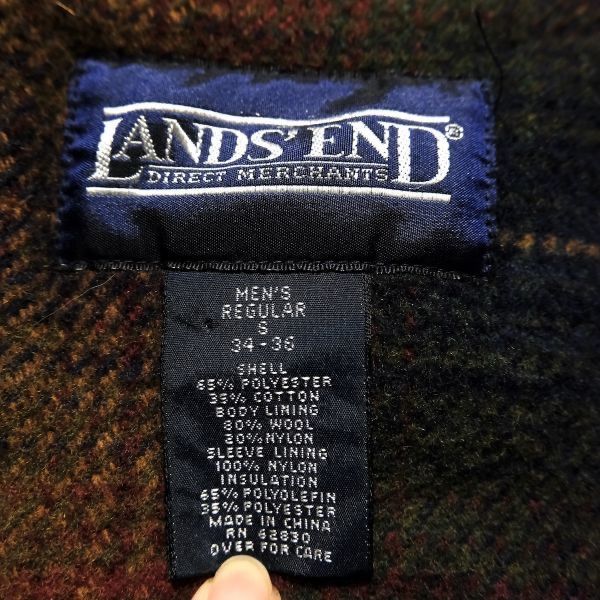 LANDS' END®
DIRECT MERCHANTS
MEN'S
REGULAR
S
34-36
SHELL
65% POLYESTER
35% COTTON
BODY LINING
80% WOOL
20% NYLON
SLEEVE LINING
100% NYLON
INSULATION
65% POLYOLEFIN
35% POLYESTER
MADE IN CHINA
RN 62830
OVER FOR CARE